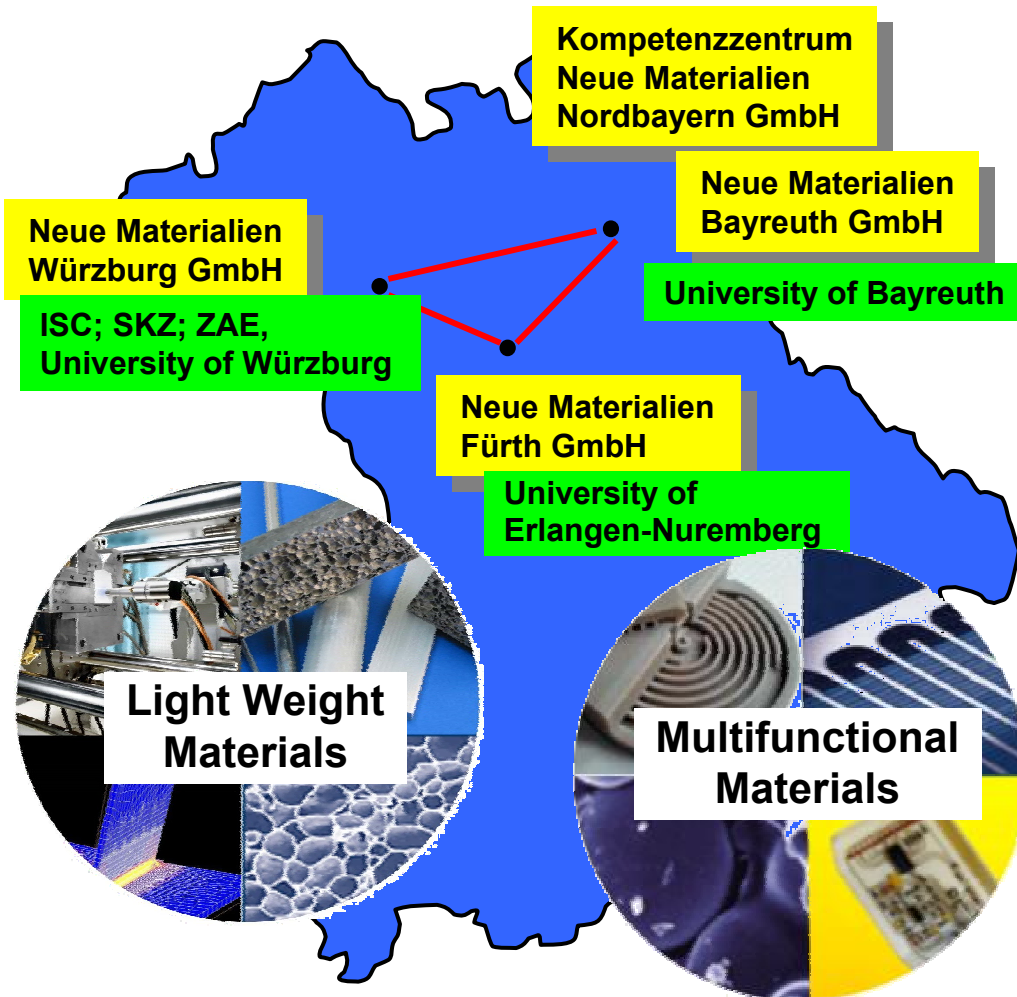 Kompetenzzentrum
Neue Materialien
Nordbayern GmbH
Neue Materialien
Bayreuth GmbH
University of Bayreuth
Neue Materialien
Würzburg GmbH
ISC; SKZ; ZAE,
University of Würzburg
Neue Materialien
Fürth GmbH
University of
Erlangen-Nuremberg
Light Weight
Materials
Multifunctional
Materials